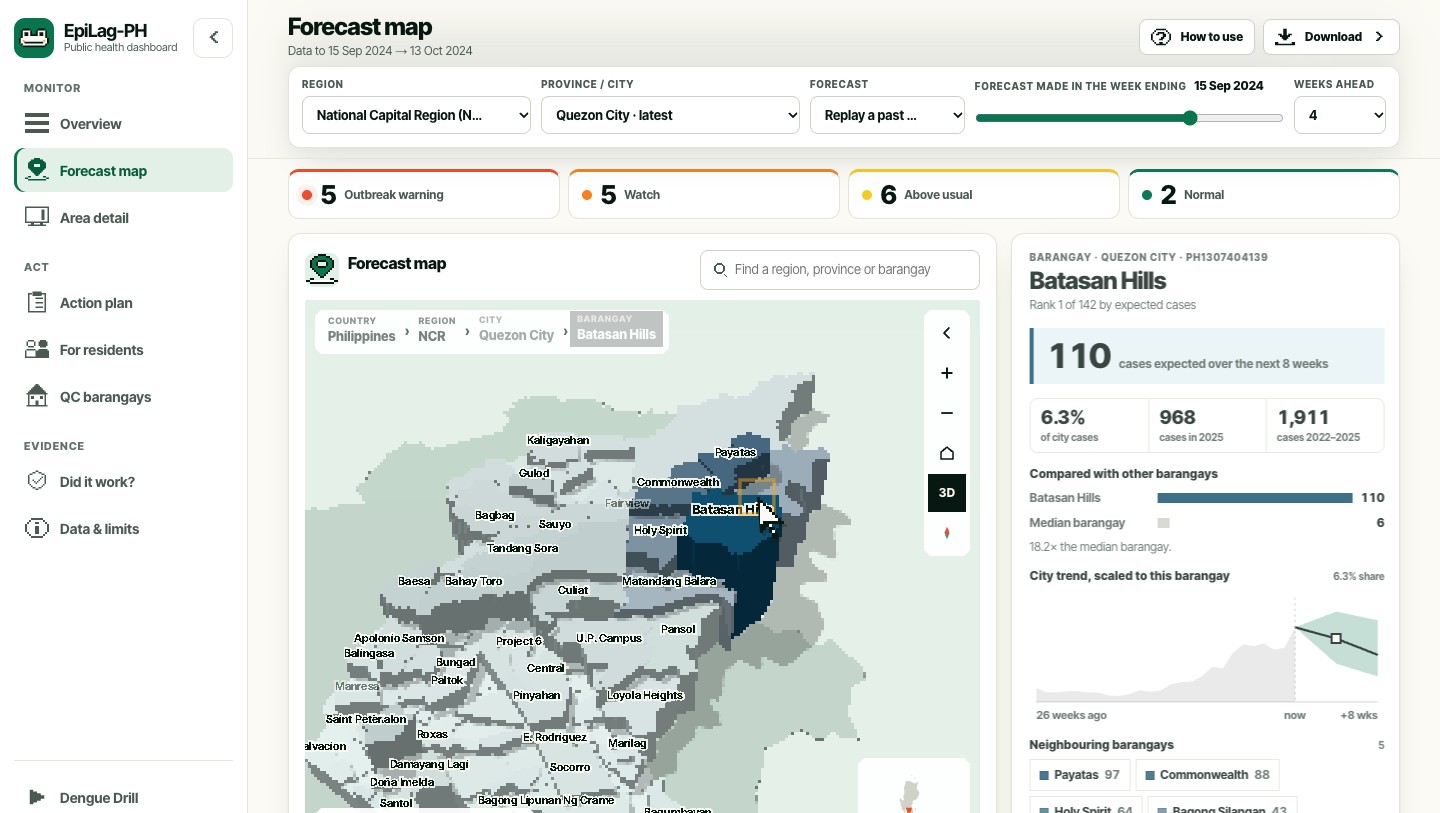 EpiLag-PH
Public health dashboard
MONITOR
Overview
Forecast map
Area detail
ACT
Action plan
For residents
QC barangays
EVIDENCE
Did it work?
Data & limits
Dengue Drill
Forecast map
Data to 15 Sep 2024 → 13 Oct 2024
How to use
Download
REGION
National Capital Region (N...
PROVINCE / CITY
Quezon City · latest
FORECAST
Replay a past ...
FORECAST MADE IN THE WEEK ENDING 15 Sep 2024
WEEKS AHEAD
4
5 Outbreak warning
5 Watch
6 Above usual
2 Normal
Forecast map
Find a region, province or barangay
COUNTRY
Philippines
REGION
NCR
CITY
Quezon City
BARANGAY
Batasan Hills
3D
Kaligayahan
Payatas
Gulod
Commonwealth
Fairview
Batasan Hi
Bagbag
Sauyo
Holy Spirit
Tandang Sora
Baesa
Bahay Toro
Culiat
Matandang Balara
Apolonio Samson
Project 6
U.P. Campus
Pansol
Balingasa
Bungad
Central
Manresa
Paltok
Pinyahan
Loyola Heights
Saint Peter
alon
Roxas
E. Rodriguez
Marilag
alvacion
Damayang Lagi
Socorro
Doña Imelda
Santol
Bagong Lipunan Ng Crame
Bagumbayan
BARANGAY · QUEZON CITY · PH1307404139
Batasan Hills
Rank 1 of 142 by expected cases
110 cases expected over the next 8 weeks
6.3%
of city cases
968
cases in 2025
1,911
cases 2022–2025
Compared with other barangays
Batasan Hills 110
Median barangay 6
18.2× the median barangay.
City trend, scaled to this barangay 6.3% share
26 weeks ago now +8 wks
Neighbouring barangays 5
Payatas 97
Commonwealth 88
Holy Spirit 64
Bagong Silangan 43